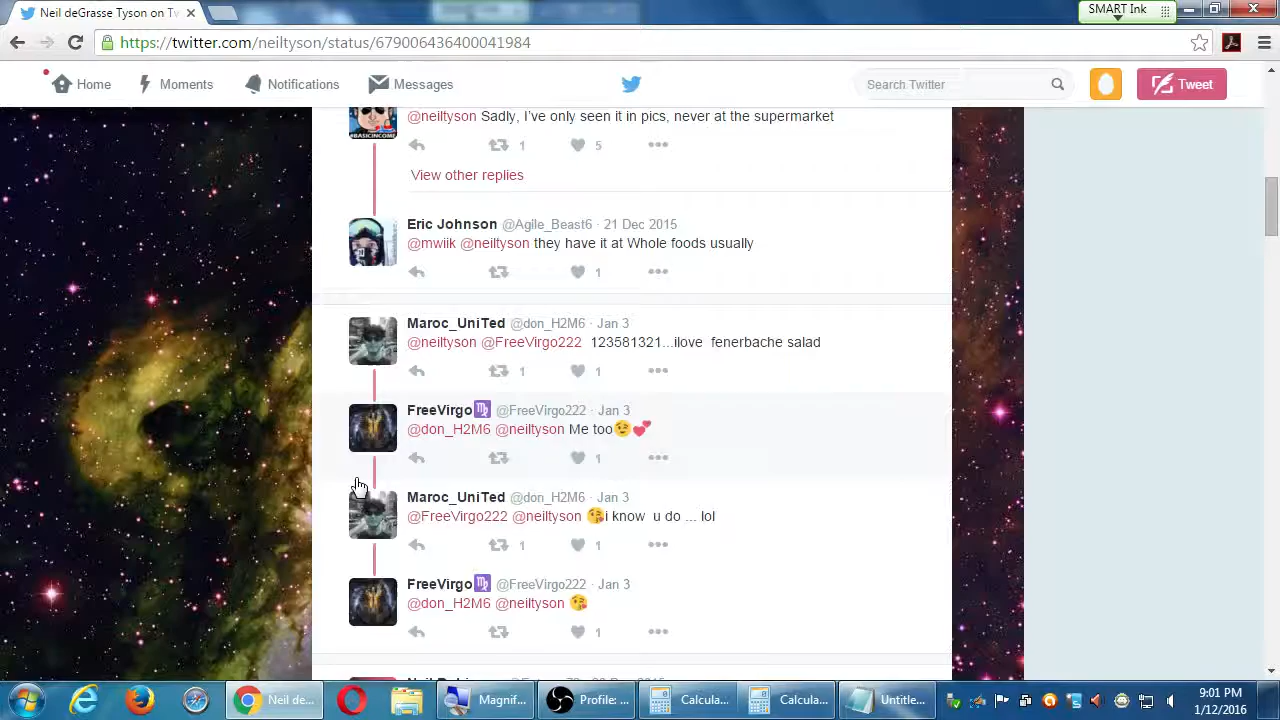 Neil deGrasse Tyson on Tv
SMART Ink
https://twitter.com/neiltyson/status/679006436400041984
Home Moments Notifications Messages Search Twitter Tweet
#BASICINCOME
@neiltyson Sadly, I've only seen it in pics, never at the supermarket
1 5
View other replies
Eric Johnson @Agile_Beast6 · 21 Dec 2015
@mwiik @neiltyson they have it at Whole foods usually
1
Maroc_UniTed @don_H2M6 · Jan 3
@neiltyson @FreeVirgo222 123581321...ilove fenerbache salad
1 1
FreeVirgo♍ @FreeVirgo222 · Jan 3
@don_H2M6 @neiltyson Me too😉💕
1
Maroc_UniTed @don_H2M6 · Jan 3
@FreeVirgo222 @neiltyson 😘i know u do ... lol
1 1
FreeVirgo♍ @FreeVirgo222 · Jan 3
@don_H2M6 @neiltyson 😘
1
Neil de... Magnif... Profile: ... Calcula... Calcula... Untitle...
9:01 PM
1/12/2016